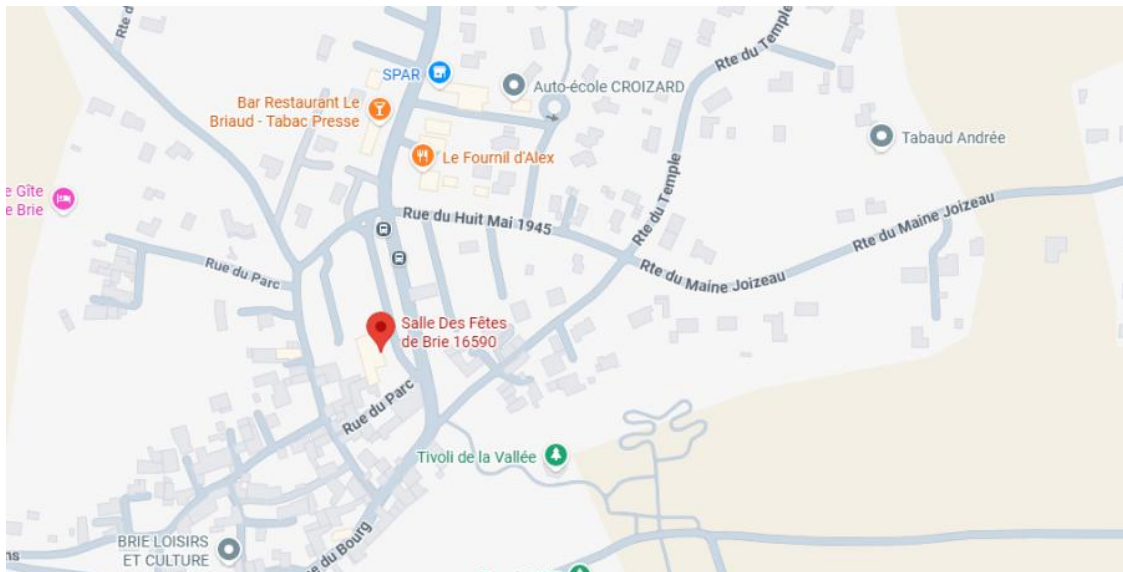 Rte d
Rte du Temple
SPAR
Auto-école CROIZARD
Bar Restaurant Le
Briaud - Tabac Presse
Tabaud Andrée
Le Fournil d'Alex
Rte du Temple
e Gîte
e Brie
Rue du Huit Mai 1945
Rte du Maine Joizeau
Rue du Parc
Rte du Maine Joizeau
Salle Des Fêtes
de Brie 16590
Rue du Parc
Tivoli de la Vallée
BRIE LOISIRS
ET CULTURE
e du Bourg
ns